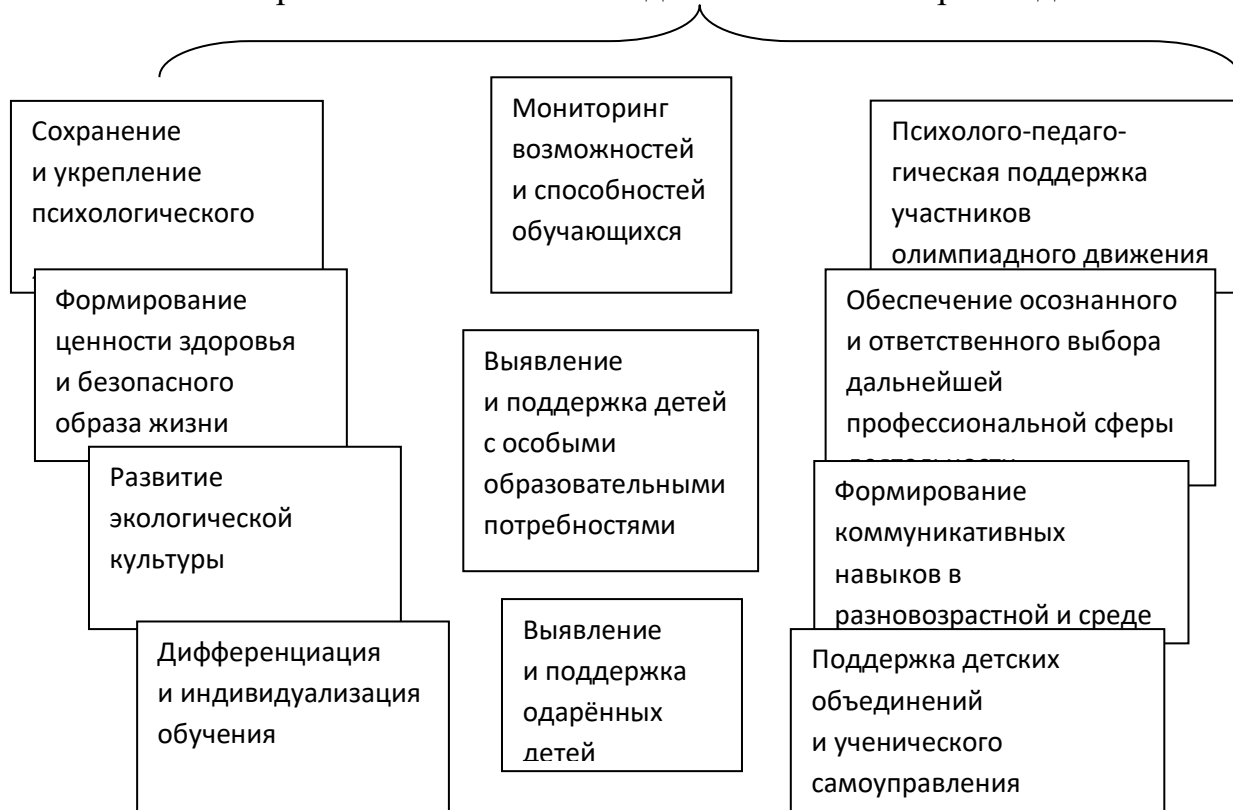 Сохранение
и укрепление
психологического
Формирование
ценности здоровья
и безопасного
образа жизни
Развитие
экологической
культуры
Дифференциация
и индивидуализация
обучения
Мониторинг
возможностей
и способностей
обучающихся
Выявление
и поддержка детей
с особыми
образовательными
потребностями
Выявление
и поддержка
одарённых
детей
Психолого-педаго-
гическая поддержка
участников
олимпиадного движения
Обеспечение осознанного
и ответственного выбора
дальнейшей
профессиональной сферы
деятельности
Формирование
коммуникативных
навыков в
разновозрастной и среде
Поддержка детских
объединений
и ученического
самоуправления